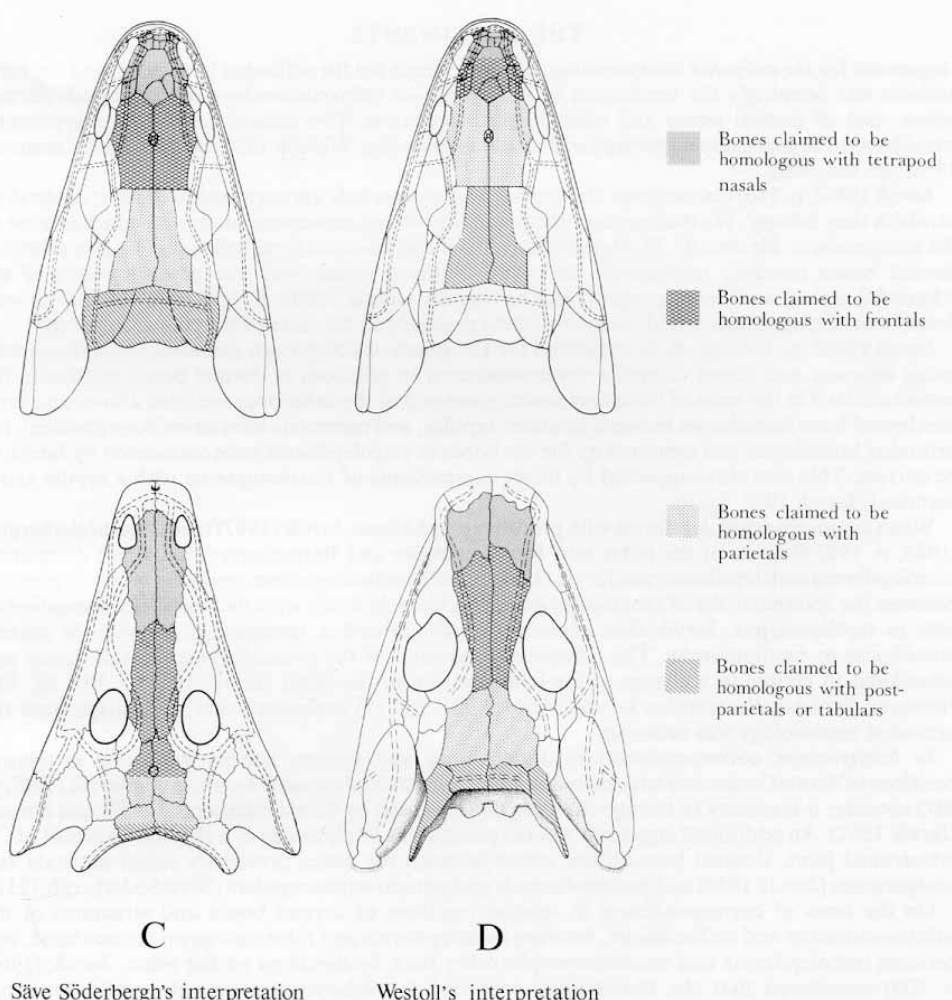 Bones claimed to be
homologous with tetrapod
nasals
Bones claimed to be
homologous with frontals
Bones claimed to be
homologous with
parietals
Bones claimed to be
homologous with post-
parietals or tabulars
C
D
Säve Söderbergh's interpretation
Westoll's interpretation